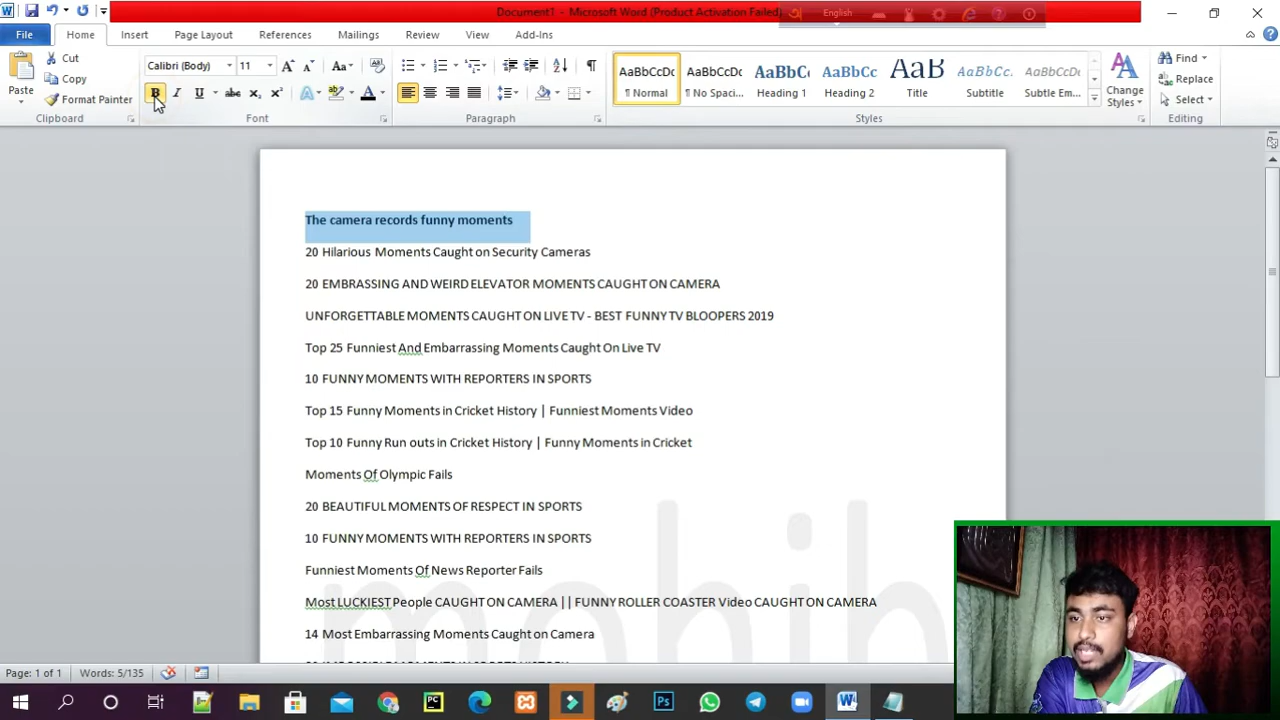 Document1 - Microsoft Word (Product Activation Failed)
English
File Home Insert Page Layout References Mailings Review View Add-Ins
Cut
Copy
Format Painter
Paste
Clipboard
Calibri (Body) 11
Font
Paragraph
AaBbCcDc AaBbCcDc AaBbC AaBbCc AaB AaBbCcL AaBbCcDc
¶ Normal ¶ No Spaci... Heading 1 Heading 2 Title Subtitle Subtle Em...
Change
Styles
Styles
Find
Replace
Select
Editing
The camera records funny moments
20 Hilarious Moments Caught on Security Cameras
20 EMBRASSING AND WEIRD ELEVATOR MOMENTS CAUGHT ON CAMERA
UNFORGETTABLE MOMENTS CAUGHT ON LIVE TV - BEST FUNNY TV BLOOPERS 2019
Top 25 Funniest And Embarrassing Moments Caught On Live TV
10 FUNNY MOMENTS WITH REPORTERS IN SPORTS
Top 15 Funny Moments in Cricket History | Funniest Moments Video
Top 10 Funny Run outs in Cricket History | Funny Moments in Cricket
Moments Of Olympic Fails
20 BEAUTIFUL MOMENTS OF RESPECT IN SPORTS
10 FUNNY MOMENTS WITH REPORTERS IN SPORTS
Funniest Moments Of News Reporter Fails
Most LUCKIEST People CAUGHT ON CAMERA || FUNNY ROLLER COASTER Video CAUGHT ON CAMERA
14 Most Embarrassing Moments Caught on Camera
Page: 1 of 1 Words: 5/135